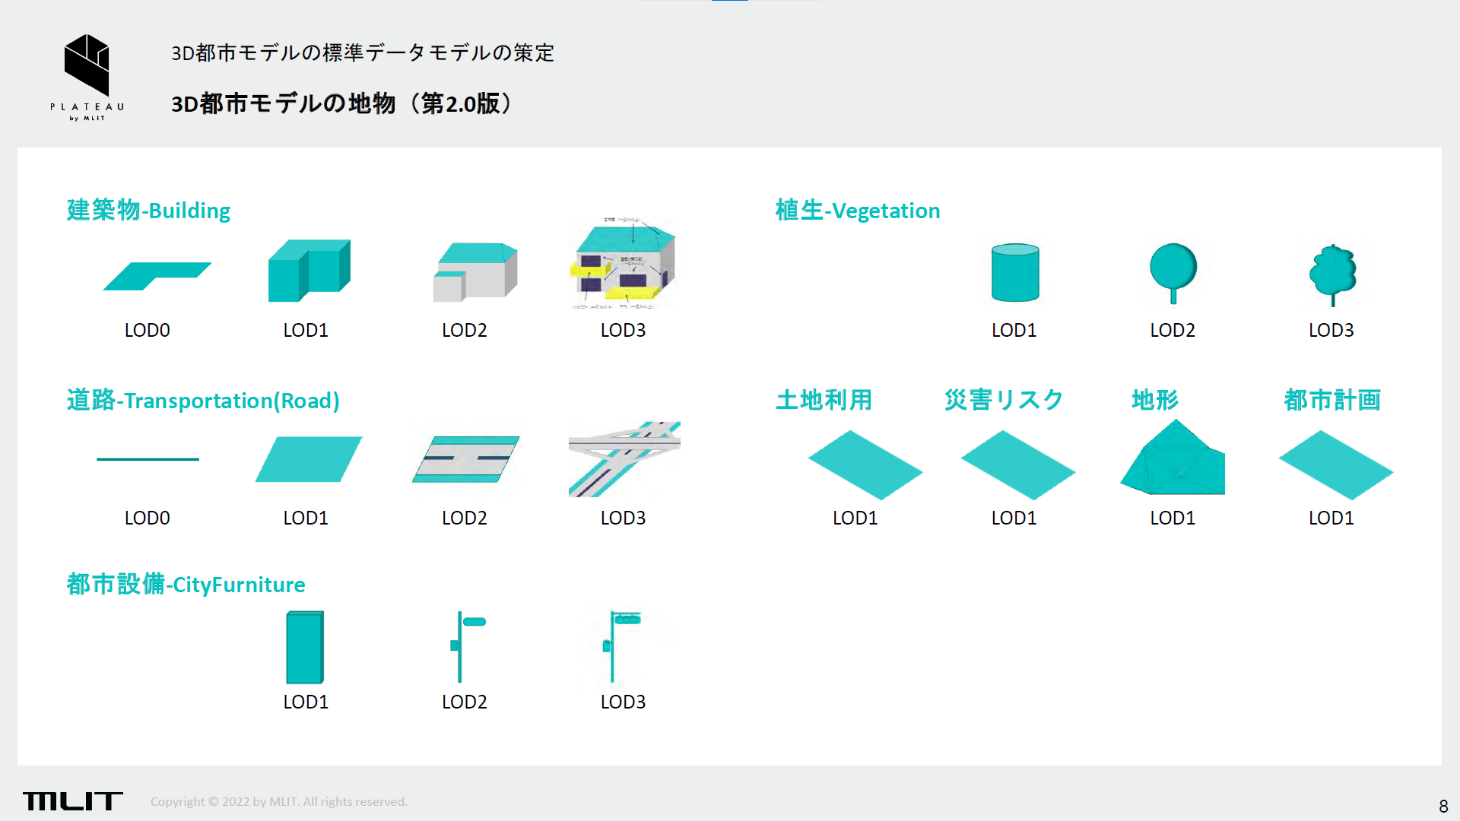 3D都市モデルの標準データモデルの策定
PLATEAU
by MLIT
3D都市モデルの地物（第2.0版）
建築物-Building
LOD0 LOD1 LOD2 LOD3
植生-Vegetation
LOD1 LOD2 LOD3
道路-Transportation(Road)
LOD0 LOD1 LOD2 LOD3
土地利用 災害リスク 地形 都市計画
LOD1 LOD1 LOD1 LOD1
都市設備-CityFurniture
LOD1 LOD2 LOD3
MLIT
Copyright © 2022 by MLIT. All rights reserved.
8